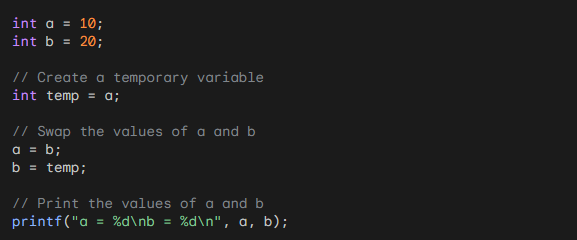 int a = 10;
int b = 20;
// Create a temporary variable
int temp = a;
// Swap the values of a and b
a = b;
b = temp;
// Print the values of a and b
printf("a = %d\nb = %d\n", a, b);